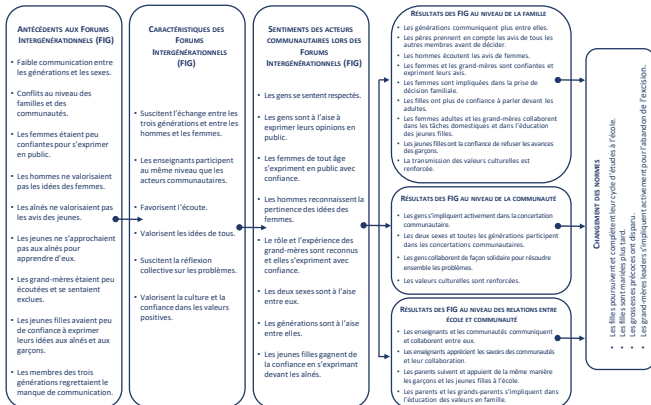 ANTÉCÉDENTS AUX FORUMS
INTERGÉNÉRATIONNELS (FIG)
• Faible communication entre
les générations et les sexes.
• Conflits au niveau des
familles et des
communautés.
• Les femmes étaient peu
confiantes pour s'exprimer
en public.
• Les hommes ne valorisaient
pas les idées des femmes.
• Les aînés ne valorisaient pas
les avis des jeunes.
• Les jeunes ne s'approchaient
pas aux aînés pour
apprendre d'eux.
• Les grand-mères étaient peu
écoutées et se sentaient
exclues.
• Les jeunes filles avaient peu
de confiance à exprimer
leurs idées aux aînés et aux
garçons.
• Les membres des trois
générations regrettaient le
manque de communication.
CARACTÉRISTIQUES DES
FORUMS
INTERGÉNÉRATIONNELS
(FIG)
• Suscitent l'échange entre les
trois générations et entre les
hommes et les femmes.
• Les enseignants participent
au même niveau que les
acteurs communautaires.
• Favorisent l'écoute.
• Valorisent les idées de tous.
• Suscitent la réflexion
collective sur les problèmes.
• Valorisent la culture et la
confiance dans les valeurs
positives.
SENTIMENTS DES ACTEURS
COMMUNAUTAIRES LORS DES
FORUMS
INTERGÉNÉRATIONNELS (FIG)
• Les gens se sentent respectés.
• Les gens sont à l'aise à
exprimer leurs opinions en
public.
• Les femmes de tout âge
s'expriment en public avec
confiance.
• Les hommes reconnaissent la
pertinence des idées des
femmes.
• Le rôle et l'expérience des
grand-mères sont reconnus
et elles s'expriment avec
confiance.
• Les deux sexes sont à l'aise
entre eux.
• Les générations sont à l'aise
entre elles.
• Les jeunes filles gagnent de
la confiance en s'exprimant
devant les aînés.
RÉSULTATS DES FIG AU NIVEAU DE LA FAMILLE
• Les générations communiquent plus entre elles.
• Les pères prennent en compte les avis de tous les
autres membres avant de décider.
• Les hommes écoutent les avis de femmes.
• Les femmes et les grand-mères sont confiantes et
expriment leurs avis.
• Les femmes sont impliquées dans la prise de
décision familiale.
• Les filles ont plus de confiance à parler devant les
adultes.
• Les femmes adultes et les grand-mères collaborent
dans les tâches domestiques et dans l'éducation
des jeunes filles.
• Les jeunes filles ont la confiance de refuser les avances
des garçons.
• La transmission des valeurs culturelles est
renforcée.
RÉSULTATS DES FIG AU NIVEAU DE LA COMMUNAUTÉ
• Les gens s'impliquent activement dans la concertation
communautaire.
• Les deux sexes et toutes les générations participent
dans les concertations communautaires.
• Les gens collaborent de façon solidaire pour résoudre
ensemble les problèmes.
• Les valeurs culturelles sont renforcées.
RÉSULTATS DES FIG AU NIVEAU DES RELATIONS ENTRE
ÉCOLE ET COMMUNAUTÉ
• Les enseignants et les communautés communiquent
et collaborent entre eux.
• Les enseignants apprécient les savoirs des communautés
et leur collaboration.
• Les parents suivent et appuient de la même manière
les garçons et les jeunes filles à l'école.
• Les parents et les grands-parents s'impliquent dans
l'éducation des valeurs en famille.
CHANGEMENT DES NORMES
• Les filles poursuivent et complètent leur cycle d'études à l'école.
• Les filles sont mariées plus tard.
• Les grossesses précoces ont disparu.
• Les grand-mères leaders s'impliquent activement pour l'abandon de l'excision.